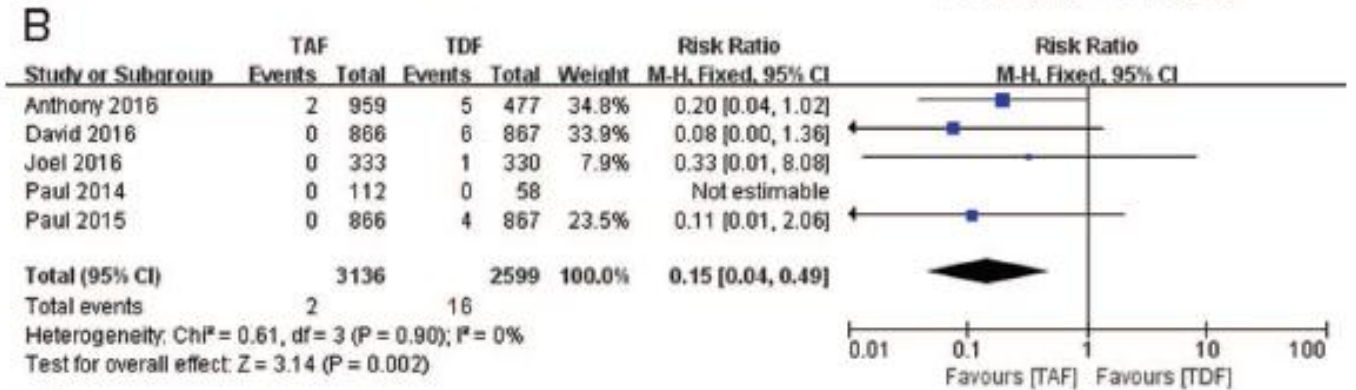 B
TAF TDF Risk Ratio Risk Ratio
Study or Subgroup Events Total Events Total Weight M-H, Fixed, 95% CI M-H, Fixed, 95% CI
Anthony 2016 2 959 5 477 34.8% 0.20 [0.04, 1.02]
David 2016 0 866 6 867 33.9% 0.08 [0.00, 1.36]
Joel 2016 0 333 1 330 7.9% 0.33 [0.01, 8.08]
Paul 2014 0 112 0 58 Not estimable
Paul 2015 0 866 4 867 23.5% 0.11 [0.01, 2.06]
Total (95% CI) 3136 2599 100.0% 0.15 [0.04, 0.49]
Total events 2 16
Heterogeneity: Chi² = 0.61, df = 3 (P = 0.90); I² = 0%
Test for overall effect: Z = 3.14 (P = 0.002)
0.01 0.1 1 10 100
Favours [TAF] Favours [TDF]